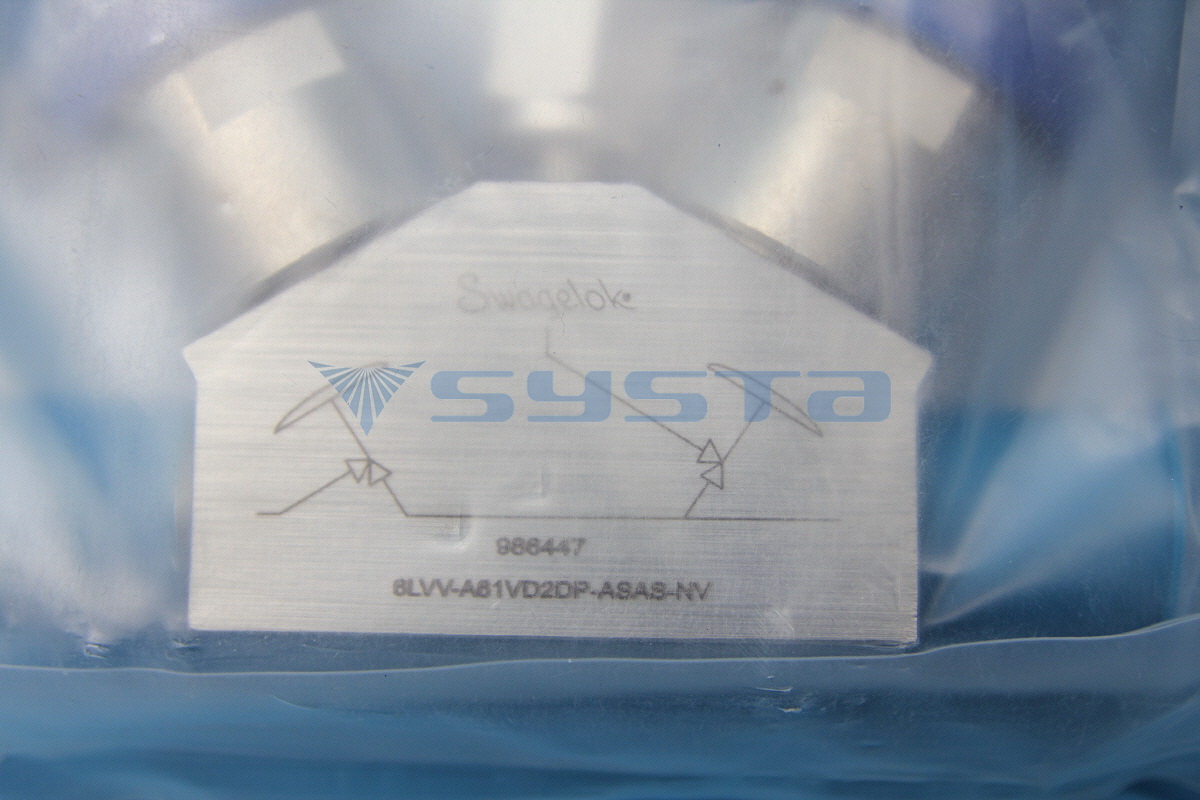 Swagelok
SYSTA
986447
6LVV-A61VD2DP-ASAS-NV